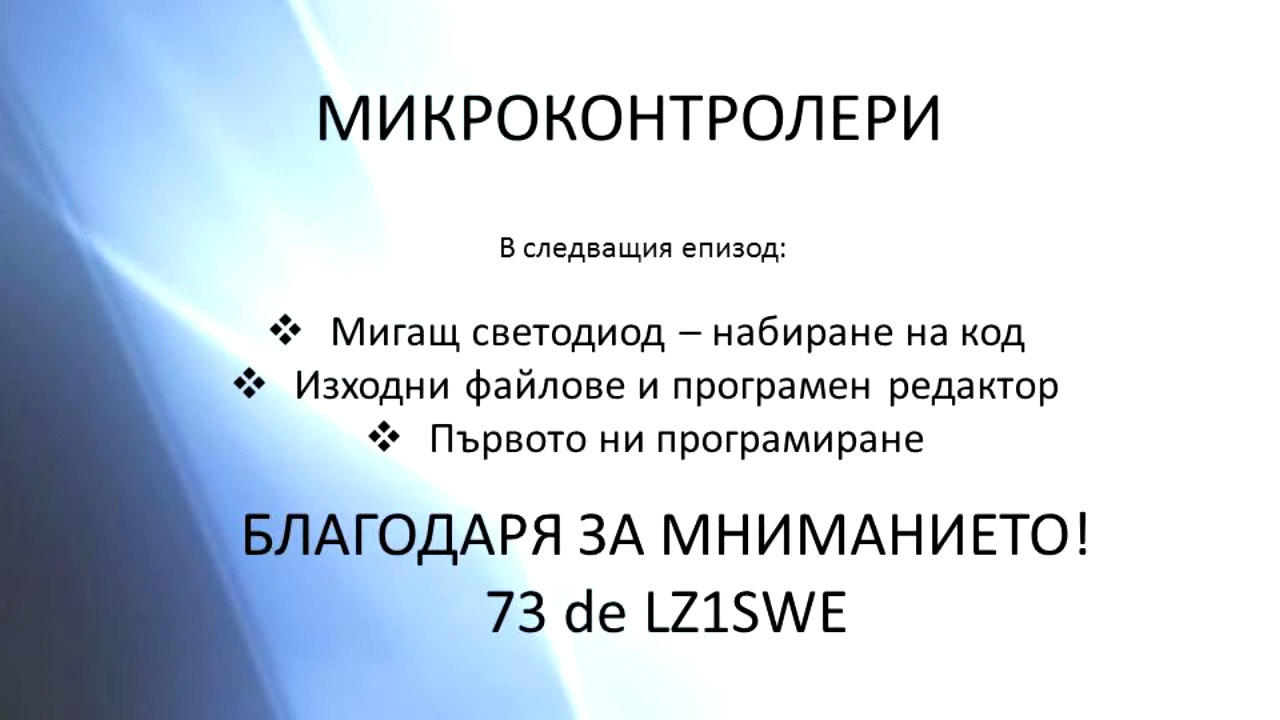 МИКРОКОНТРОЛЕРИ
В следващия епизод:
❖ Мигащ светодиод – набиране на код
❖ Изходни файлове и програмен редактор
❖ Първото ни програмиране
БЛАГОДАРЯ ЗА МНИМАНИЕТО!
73 de LZ1SWE